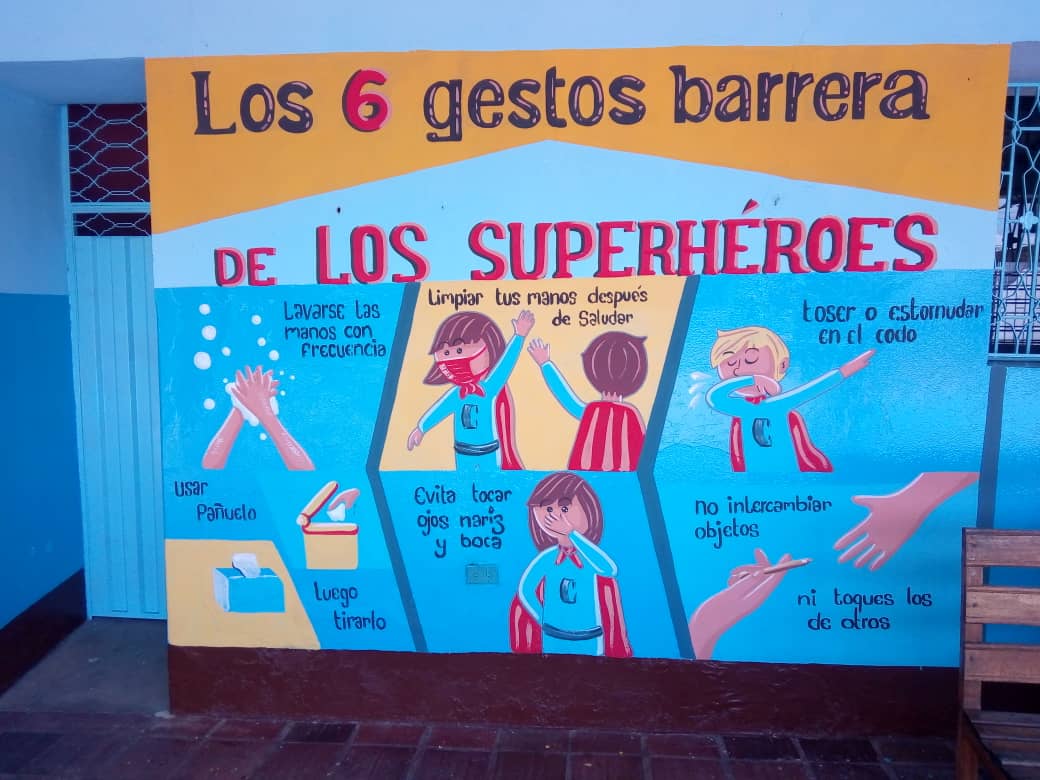 Los 6 gestos barrera
DE LOS SUPERHÉROES
Lavarse las
manos con
frecuencia
Limpiar tus manos después
de Saludar
toser o estornudar
en el codo
usar
Pañuelo
luego
tirarlo
Evita tocar
ojos nariz
y boca
no intercambiar
objetos
ni toques los
de otros
C
C
C